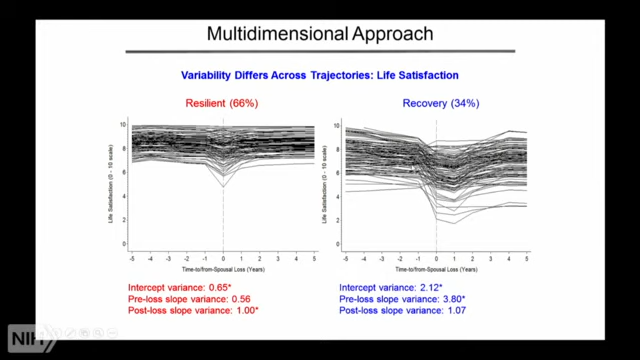 Multidimensional Approach
Variability Differs Across Trajectories: Life Satisfaction
Resilient (66%)
Recovery (34%)
Life Satisfaction (0 - 10 scale)
10
8
6
4
2
0
-5 -4 -3 -2 -1 0 1 2 3 4 5
Time-to/from-Spousal Loss (Years)
Life Satisfaction (0 - 10 scale)
10
8
6
4
2
0
-5 -4 -3 -2 -1 0 1 2 3 4 5
Time-to/from-Spousal Loss (Years)
Intercept variance: 0.65*
Pre-loss slope variance: 0.56
Post-loss slope variance: 1.00*
Intercept variance: 2.12*
Pre-loss slope variance: 3.80*
Post-loss slope variance: 1.07
NIH